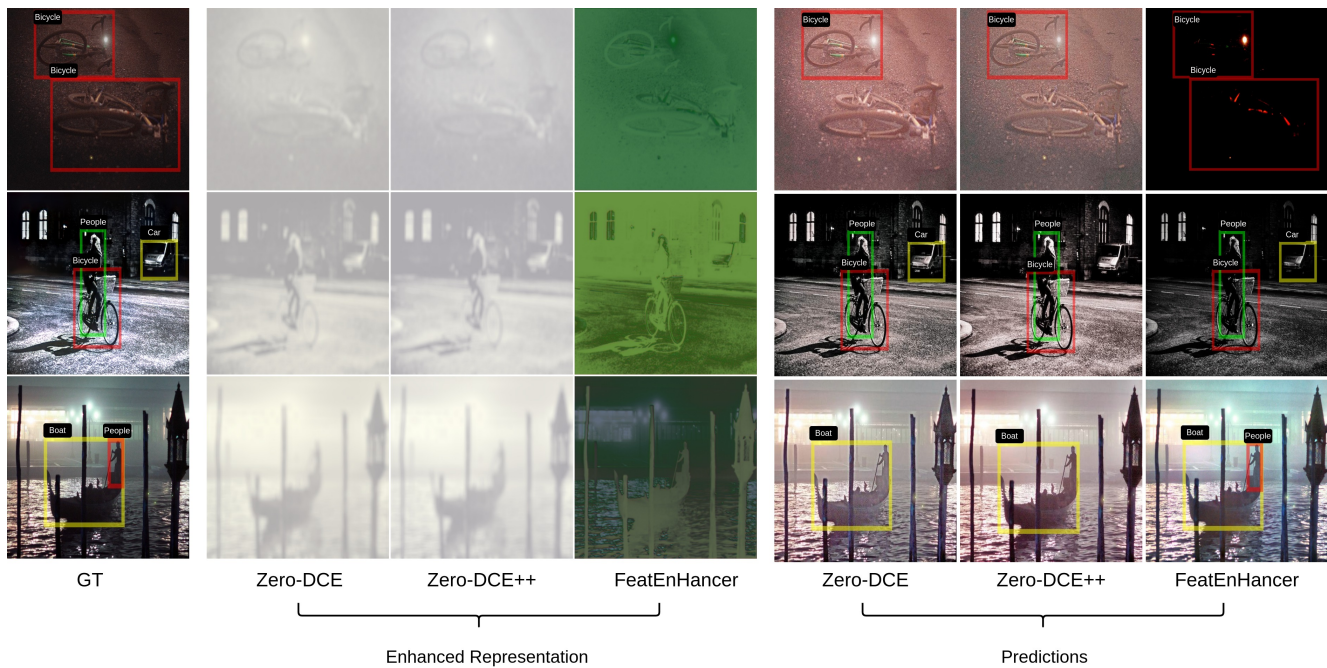 Bicycle
Bicycle
Bicycle
Bicycle
Bicycle
Bicycle
People
Car
Bicycle
People
Car
Bicycle
People
Bicycle
People
Car
Bicycle
Boat
People
Boat
Boat
Boat
People
GT
Zero-DCE
Zero-DCE++
FeatEnHancer
Zero-DCE
Zero-DCE++
FeatEnHancer
Enhanced Representation
Predictions